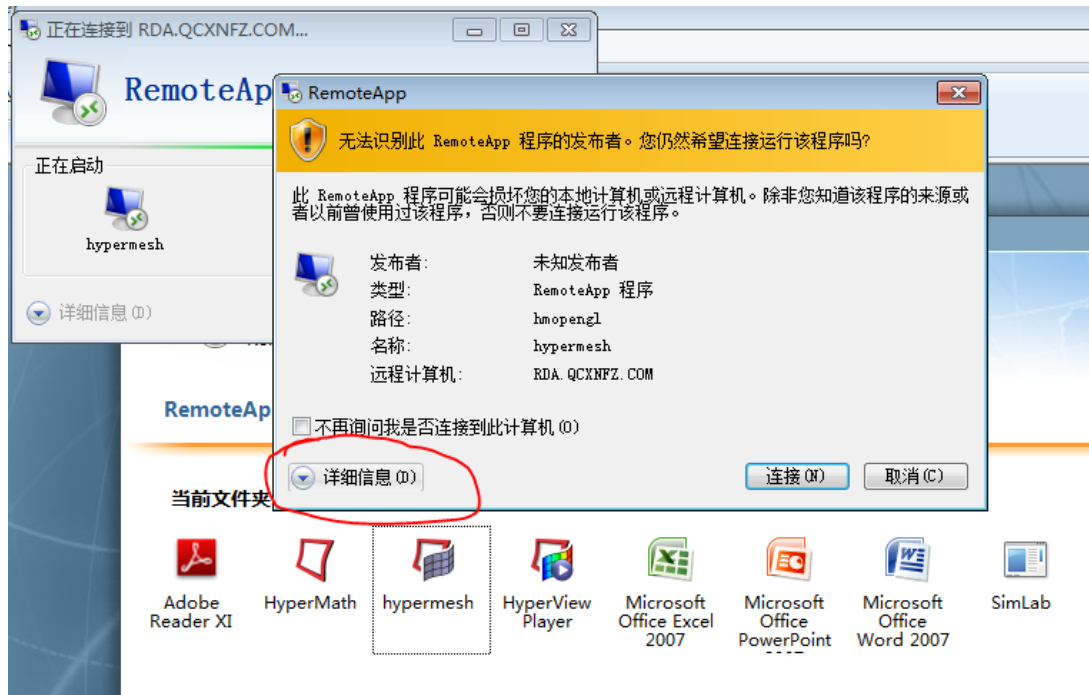 正在连接到 RDA.QCXNFZ.COM...
RemoteAp
正在启动
hypermesh
详细信息(D)
RemoteApp
无法识别此 RemoteApp 程序的发布者。您仍然希望连接运行该程序吗?
此 RemoteApp 程序可能会损坏您的本地计算机或远程计算机。除非您知道该程序的来源或
者以前曾使用过该程序，否则不要连接运行该程序。
发布者: 未知发布者
类型: RemoteApp 程序
路径: hmopengl
名称: hypermesh
远程计算机: RDA.QCXNFZ.COM
不再询问我是否连接到此计算机(O)
详细信息(D)
连接(N)
取消(C)
RemoteAp
当前文件夹
Adobe
Reader XI
HyperMath
hypermesh
HyperView
Player
Microsoft
Office Excel
2007
Microsoft
Office
PowerPoint
Microsoft
Office
Word 2007
SimLab